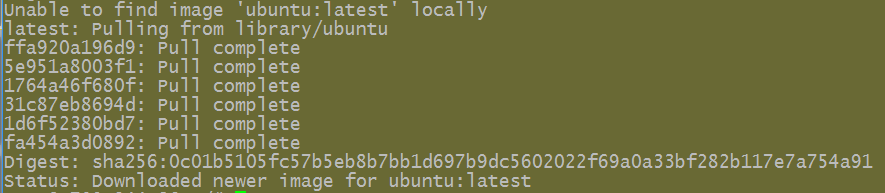 Unable to find image 'ubuntu:latest' locally
latest: Pulling from library/ubuntu
ffa920a196d9: Pull complete
5e951a8003f1: Pull complete
1764a46f680f: Pull complete
31c87eb8694d: Pull complete
1d6f52380bd7: Pull complete
fa454a3d0892: Pull complete
Digest: sha256:0c01b5105fc57b5eb8b7bb1d697b9dc5602022f69a0a33bf282b117e7a754a91
Status: Downloaded newer image for ubuntu:latest